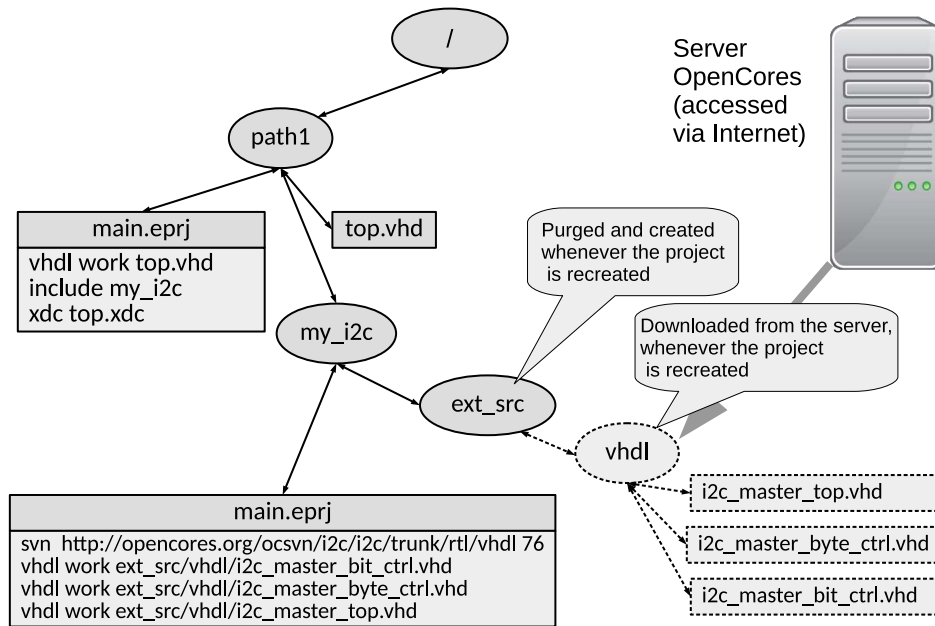 /
Server
OpenCores
(accessed
via Internet)
path1
main.eprj
vhdl work top.vhd
include my_i2c
xdc top.xdc
top.vhd
Purged and created
whenever the project
is recreated
my_i2c
Downloaded from the server,
whenever the project
is recreated
ext_src
vhdl
i2c_master_top.vhd
i2c_master_byte_ctrl.vhd
i2c_master_bit_ctrl.vhd
main.eprj
svn http://opencores.org/ocsvn/i2c/i2c/trunk/rtl/vhdl 76
vhdl work ext_src/vhdl/i2c_master_bit_ctrl.vhd
vhdl work ext_src/vhdl/i2c_master_byte_ctrl.vhd
vhdl work ext_src/vhdl/i2c_master_top.vhd